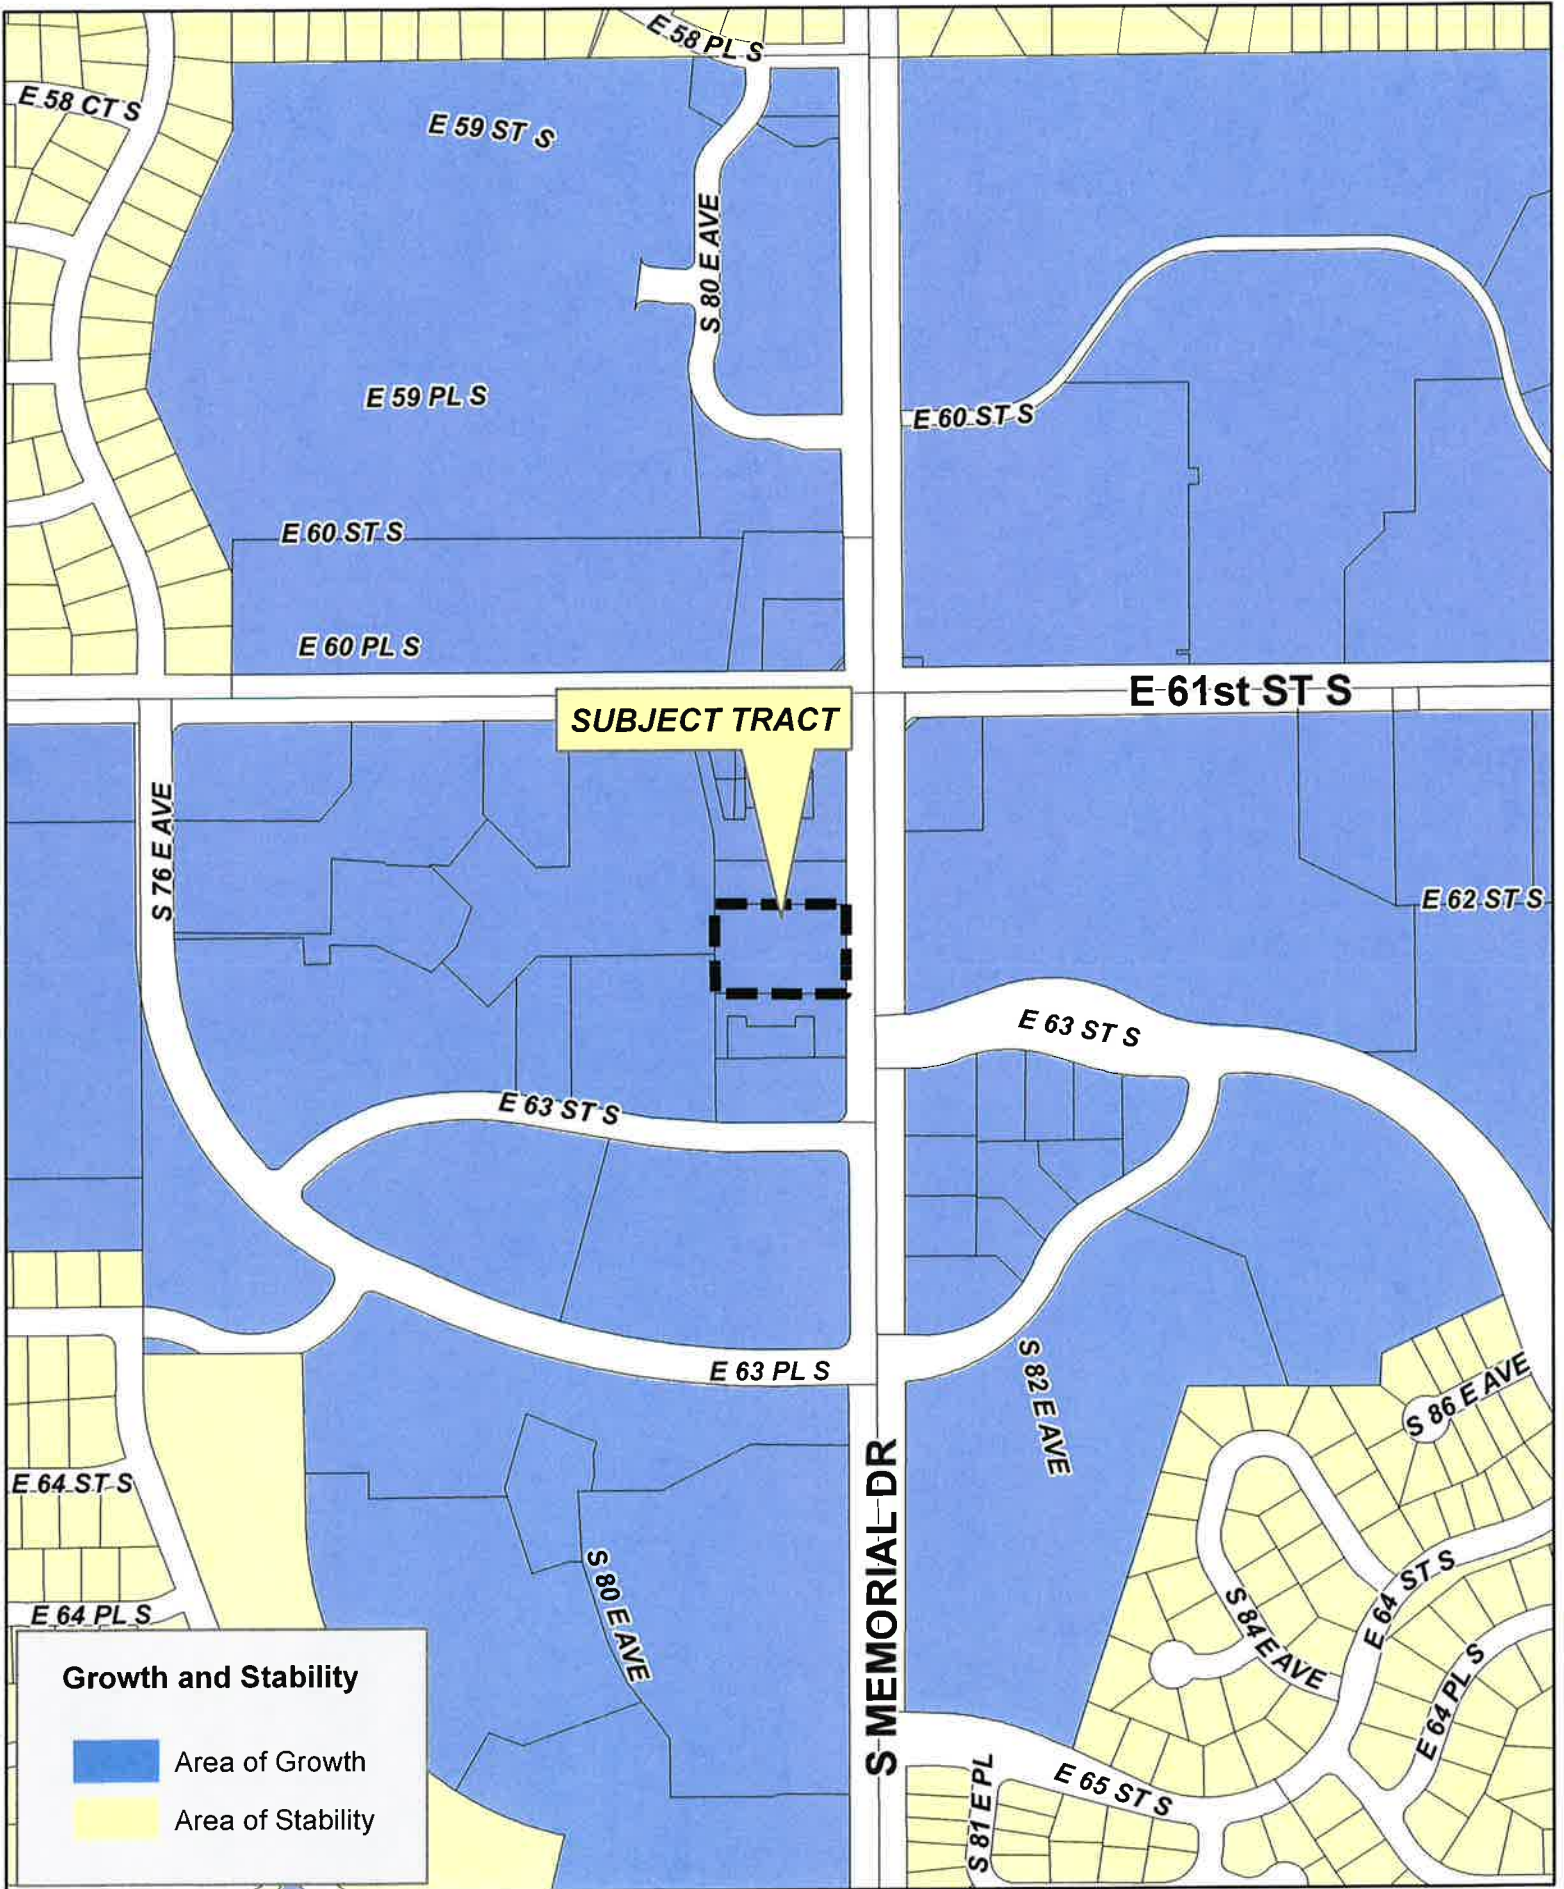 E 58 PL S
E 58 CT S
E 59 ST S
S 80 E AVE
E 59 PL S
E 60 ST S
E 60 ST S
E 60 PL S
E 61st ST S
SUBJECT TRACT
S 76 E AVE
E 62 ST S
E 63 ST S
E 63 ST S
E 63 PL S
S 82 E AVE
S 86 E AVE
E 64 ST S
S MEMORIAL DR
S 80 E AVE
E 64 ST S
S 84 E AVE
E 64 PL S
E 64 PL S
E 65 ST S
S 81 E PL
Growth and Stability
Area of Growth
Area of Stability